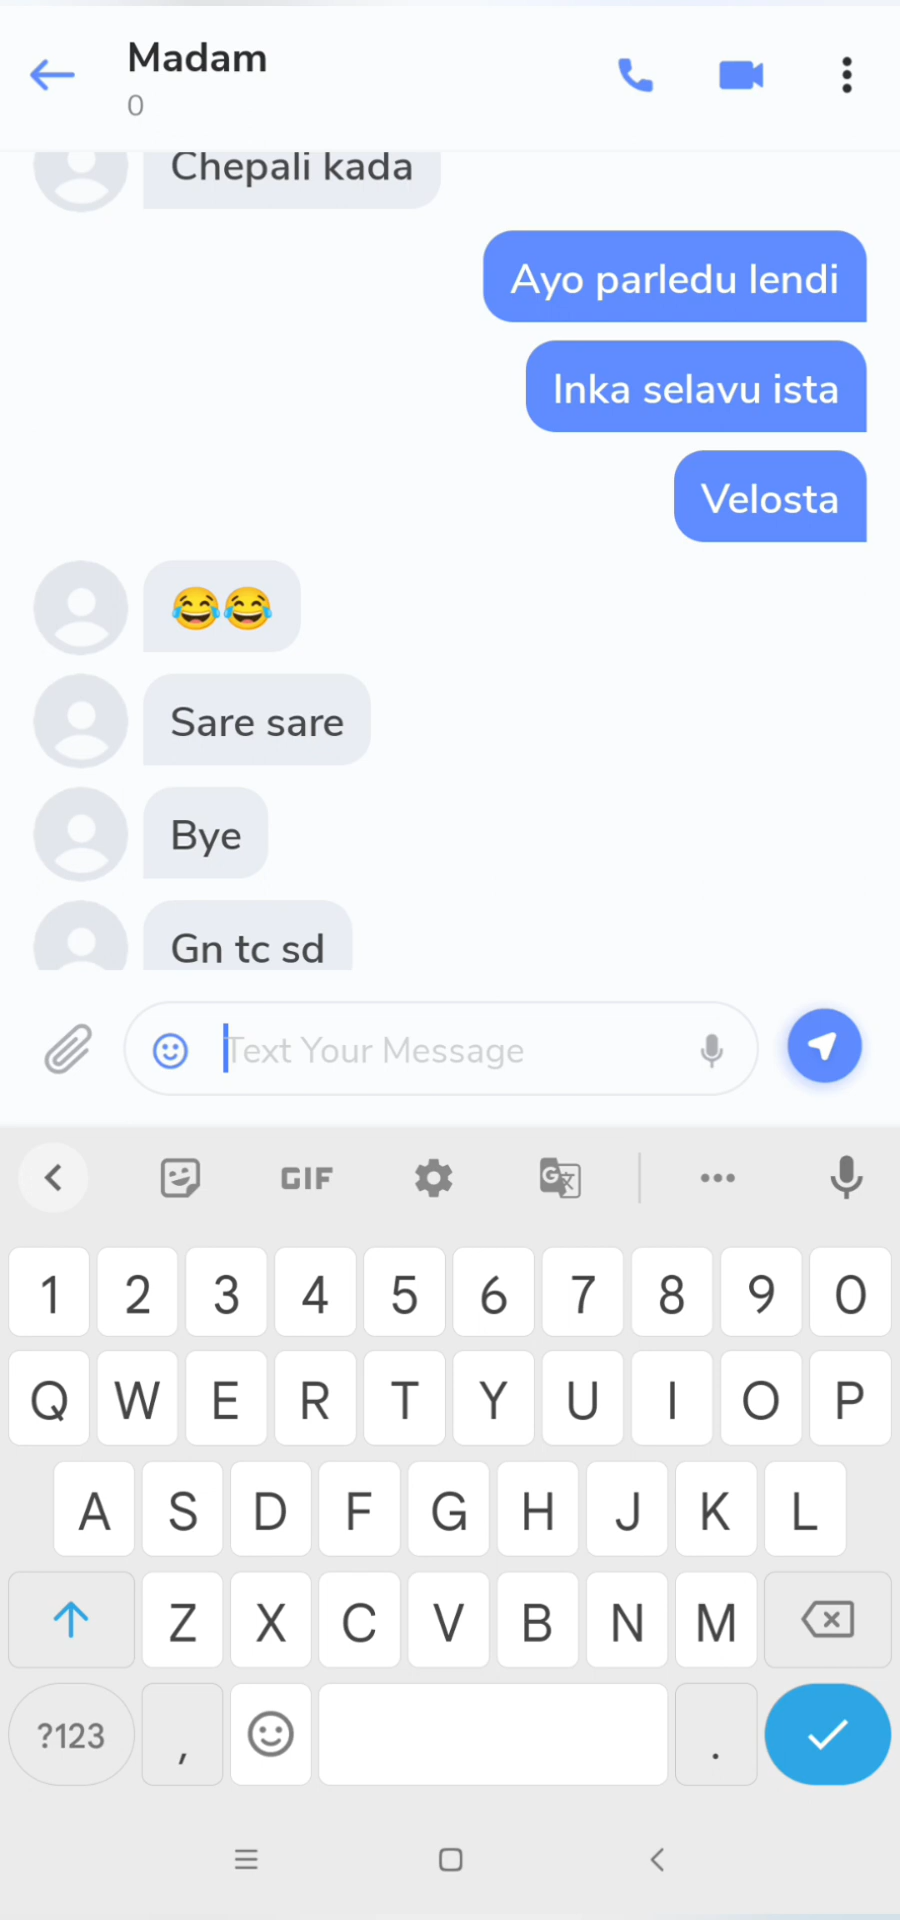 Madam
0
Chepali kada
Ayo parledu lendi
Inka selavu ista
Velosta
😂😂
Sare sare
Bye
Gn tc sd
Text Your Message
GIF
1 2 3 4 5 6 7 8 9 0
Q W E R T Y U I O P
A S D F G H J K L
Z X C V B N M
?123 , .